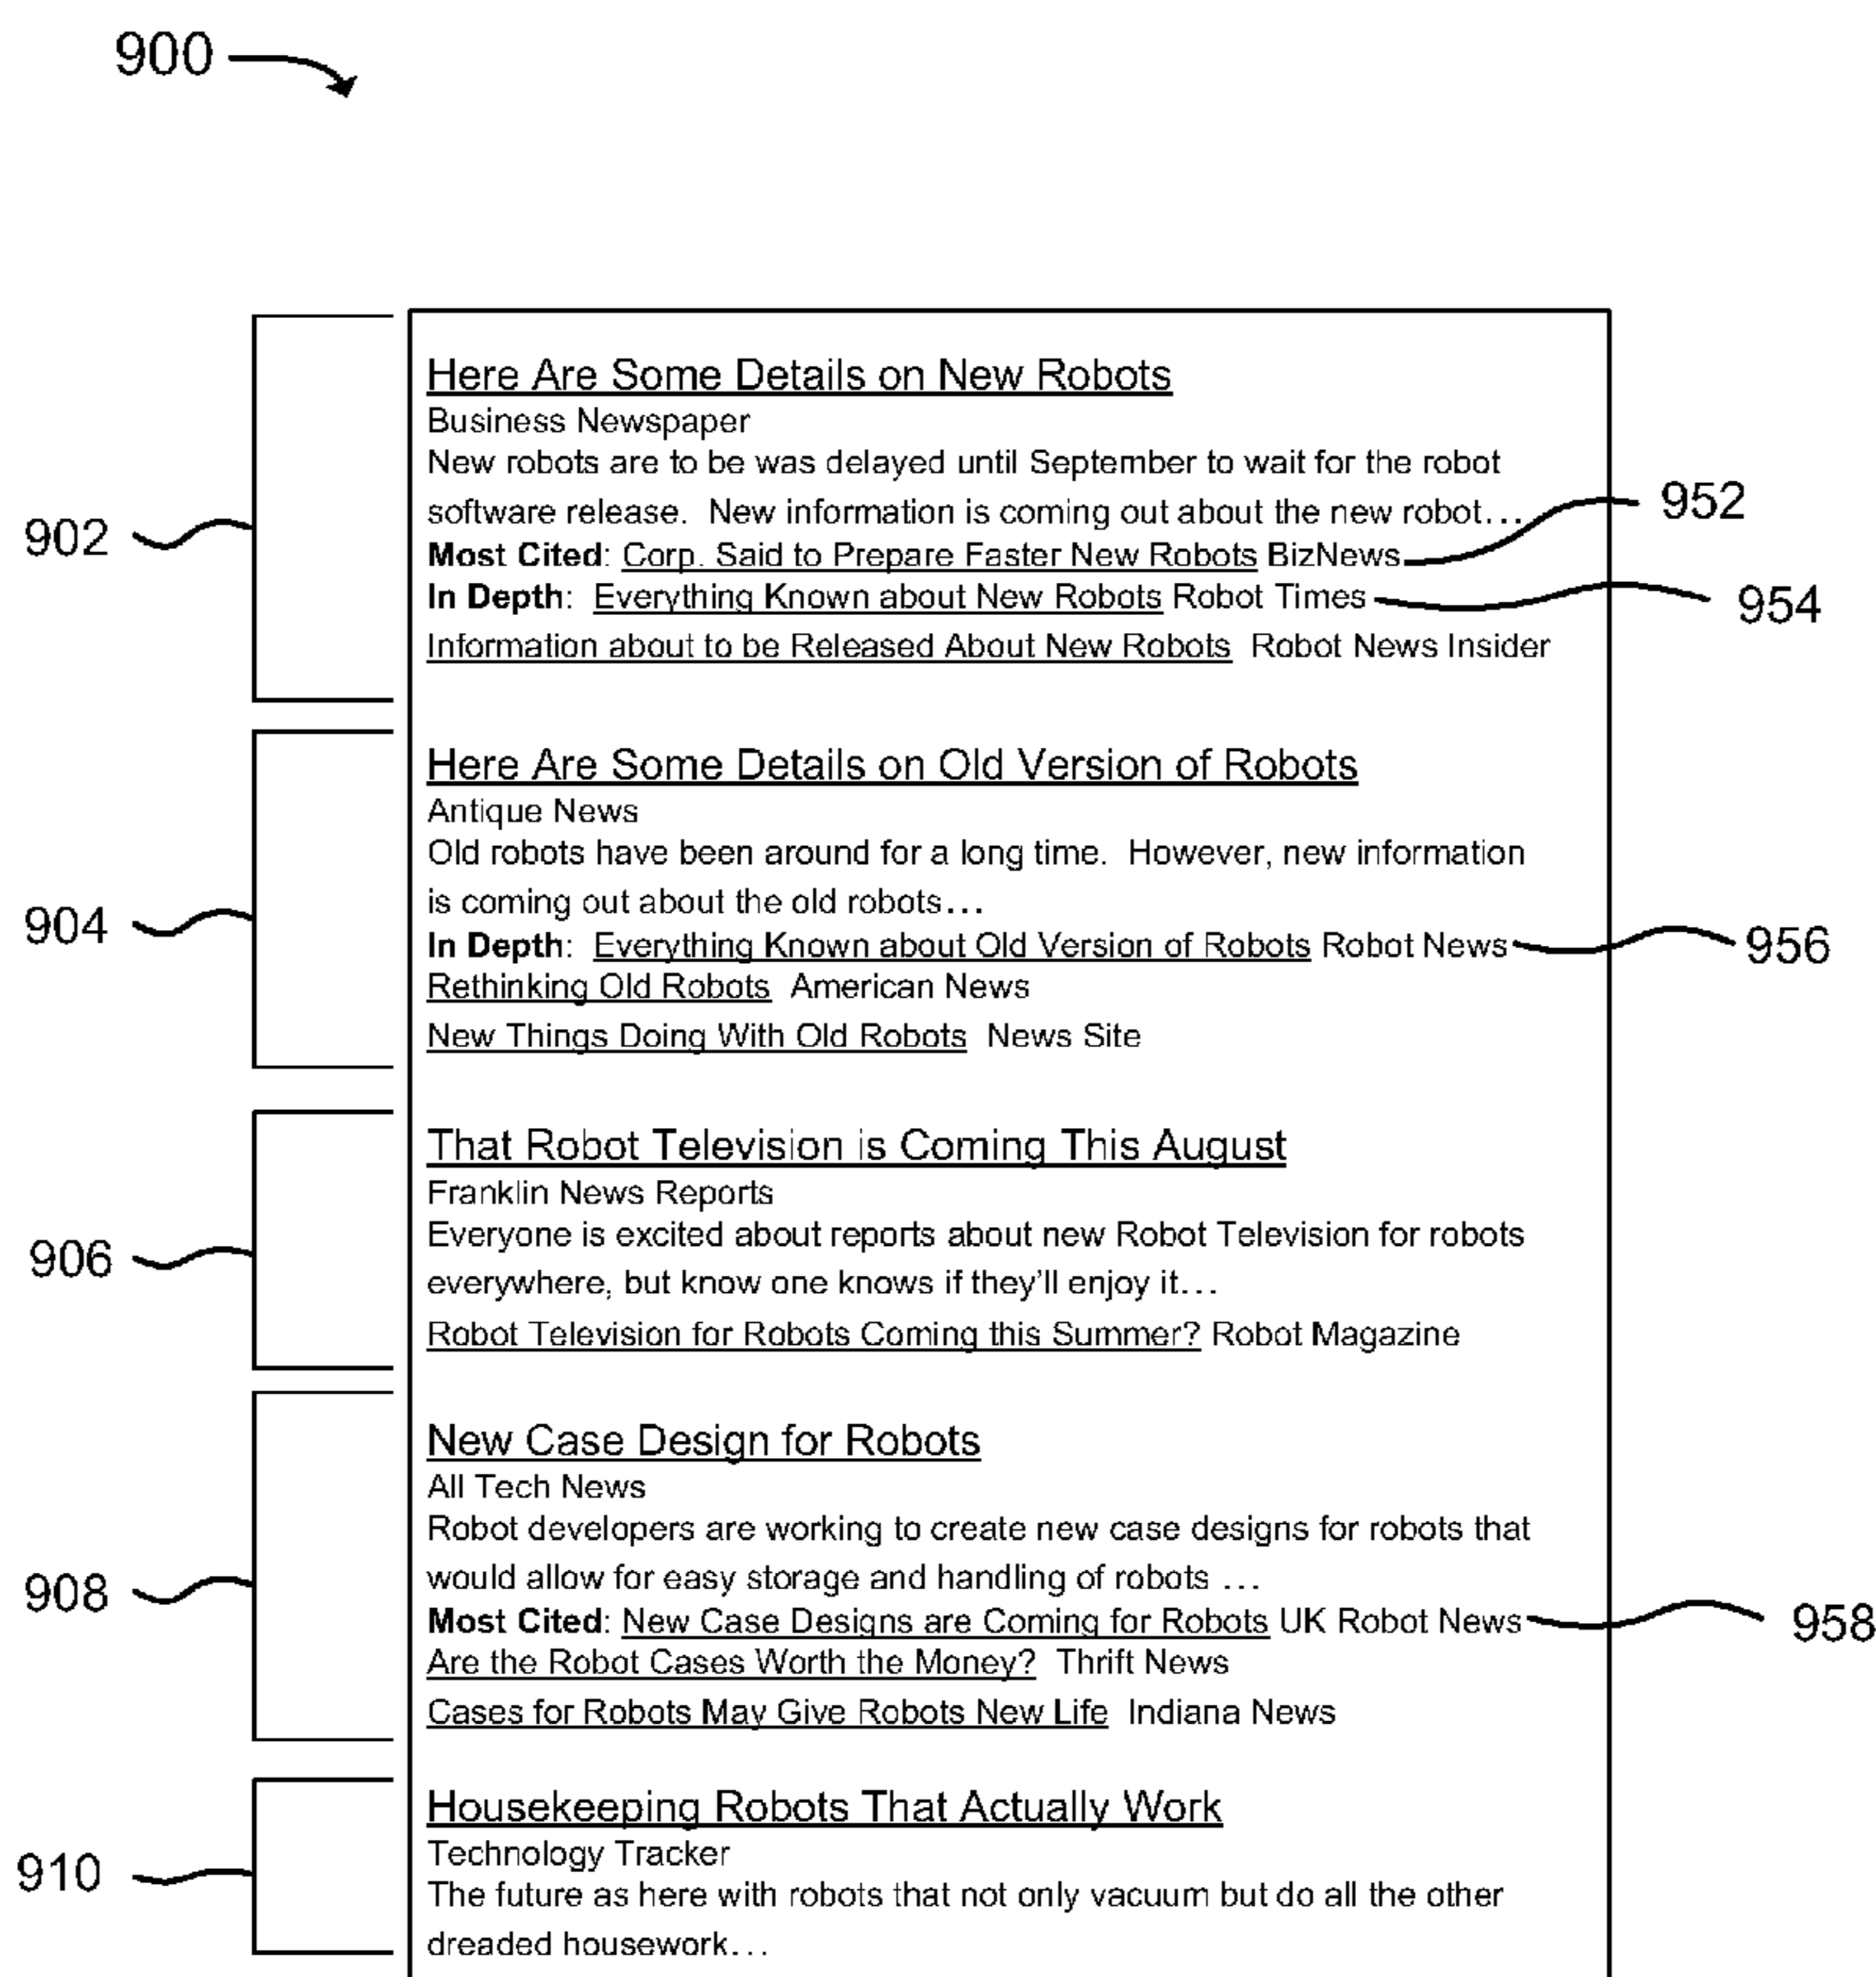 900
902
Here Are Some Details on New Robots
Business Newspaper
New robots are to be was delayed until September to wait for the robot
software release. New information is coming out about the new robot...
Most Cited: Corp. Said to Prepare Faster New Robots BizNews
952
In Depth: Everything Known about New Robots Robot Times
954
Information about to be Released About New Robots Robot News Insider
904
Here Are Some Details on Old Version of Robots
Antique News
Old robots have been around for a long time. However, new information
is coming out about the old robots...
In Depth: Everything Known about Old Version of Robots Robot News
956
Rethinking Old Robots American News
New Things Doing With Old Robots News Site
906
That Robot Television is Coming This August
Franklin News Reports
Everyone is excited about reports about new Robot Television for robots
everywhere, but know one knows if they'll enjoy it...
Robot Television for Robots Coming this Summer? Robot Magazine
908
New Case Design for Robots
All Tech News
Robot developers are working to create new case designs for robots that
would allow for easy storage and handling of robots ...
Most Cited: New Case Designs are Coming for Robots UK Robot News
958
Are the Robot Cases Worth the Money? Thrift News
Cases for Robots May Give Robots New Life Indiana News
910
Housekeeping Robots That Actually Work
Technology Tracker
The future as here with robots that not only vacuum but do all the other
dreaded housework...